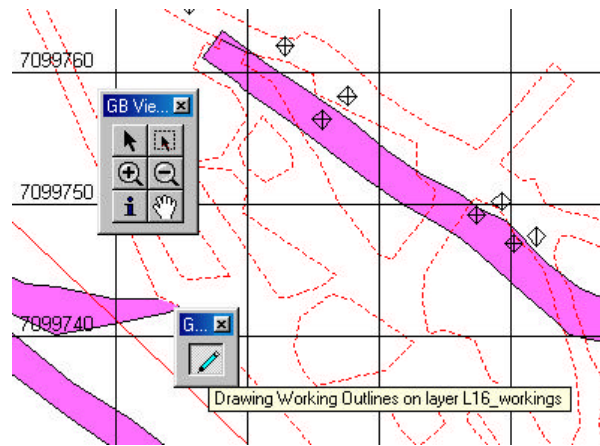 7099760
GB Vie...
i
7099750
7099740
G...
Drawing Working Outlines on layer L16_workings